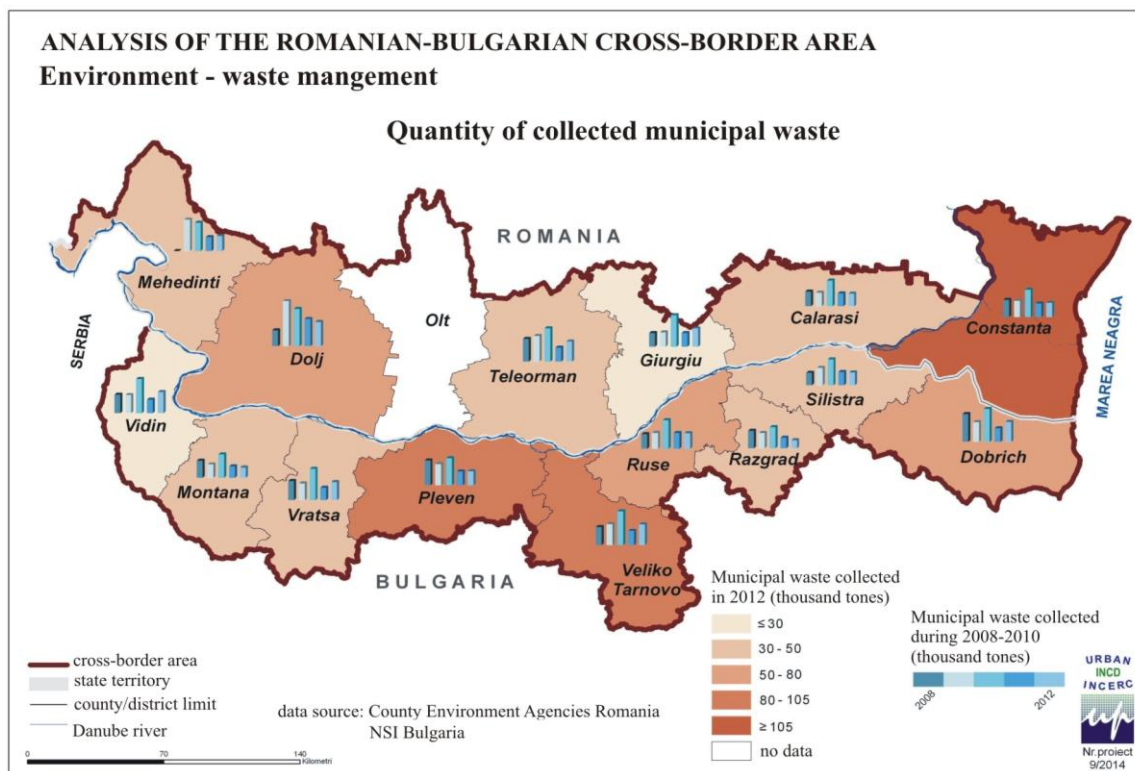 ANALYSIS OF THE ROMANIAN-BULGARIAN CROSS-BORDER AREA
Environment - waste mangement
Quantity of collected municipal waste
ROMANIA
Mehedinti
SERBIA
Dolj
Olt
Teleorman
Giurgiu
Calarasi
Constanta
MAREA NEAGRA
Vidin
Montana
Vratsa
Pleven
Ruse
Razgrad
Silistra
Dobrich
BULGARIA
Veliko
Tarnovo
Municipal waste collected
in 2012 (thousand tones)
≤ 30
30 - 50
50 - 80
80 - 105
≥ 105
no data
Municipal waste collected
during 2008-2010
(thousand tones)
2008
2012
cross-border area
state territory
county/district limit
Danube river
0
70
140
Kilometri
data source: County Environment Agencies Romania
NSI Bulgaria
URBAN
INCD
INCERC
up
Nr.proiect
9/2014